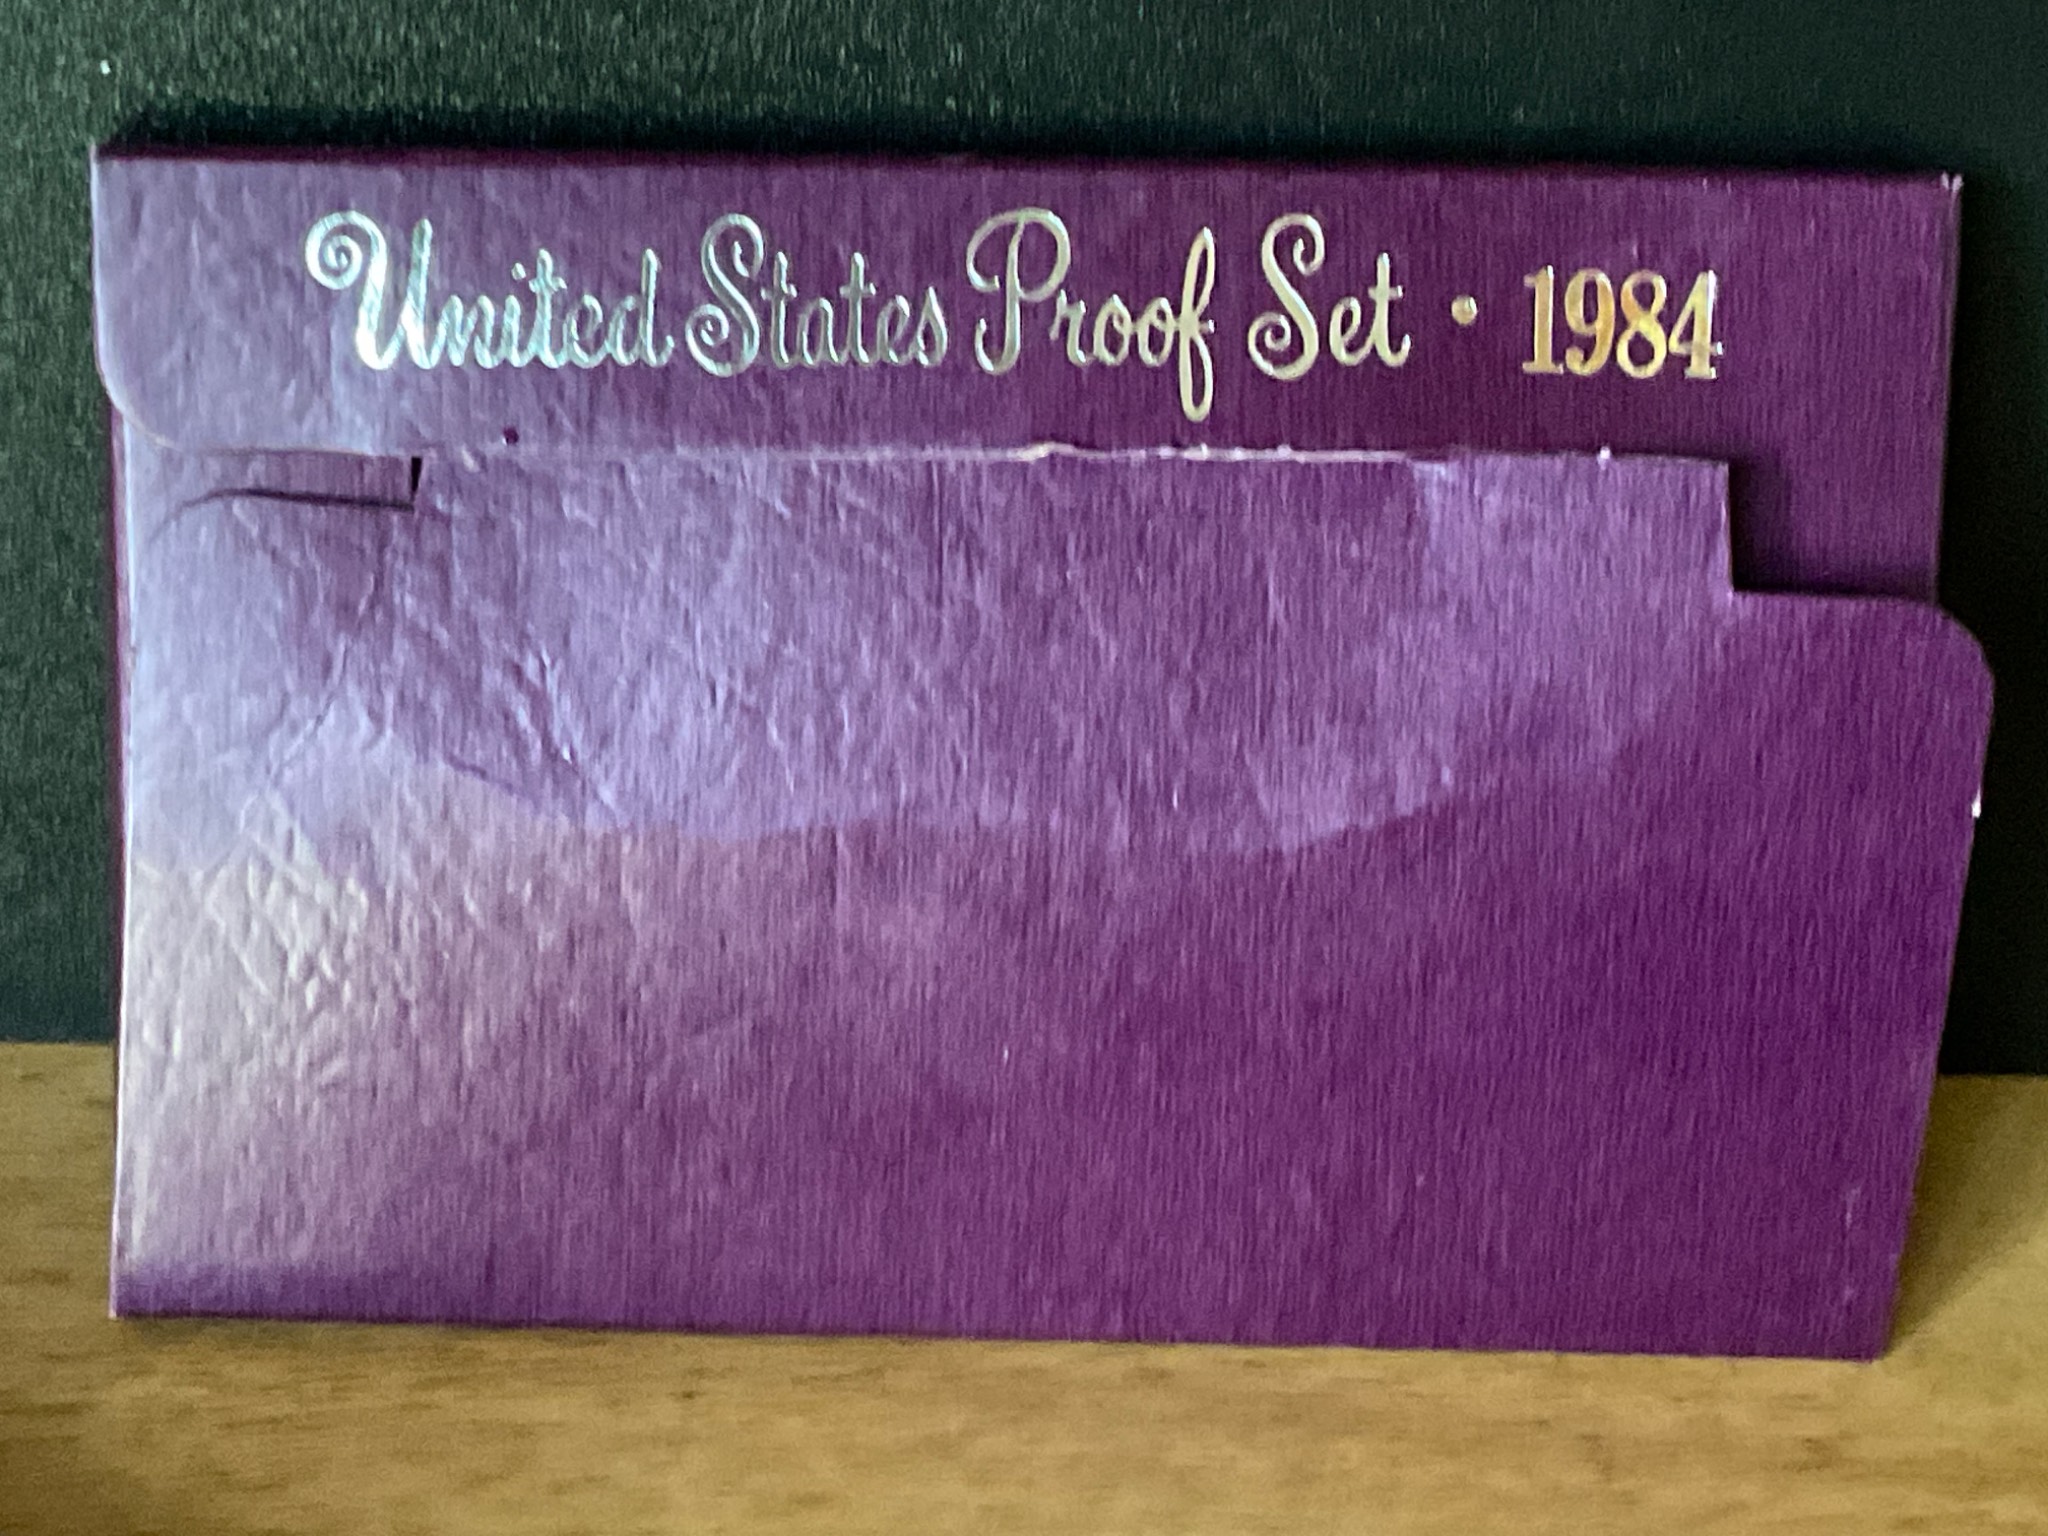 United States Proof Set • 1984